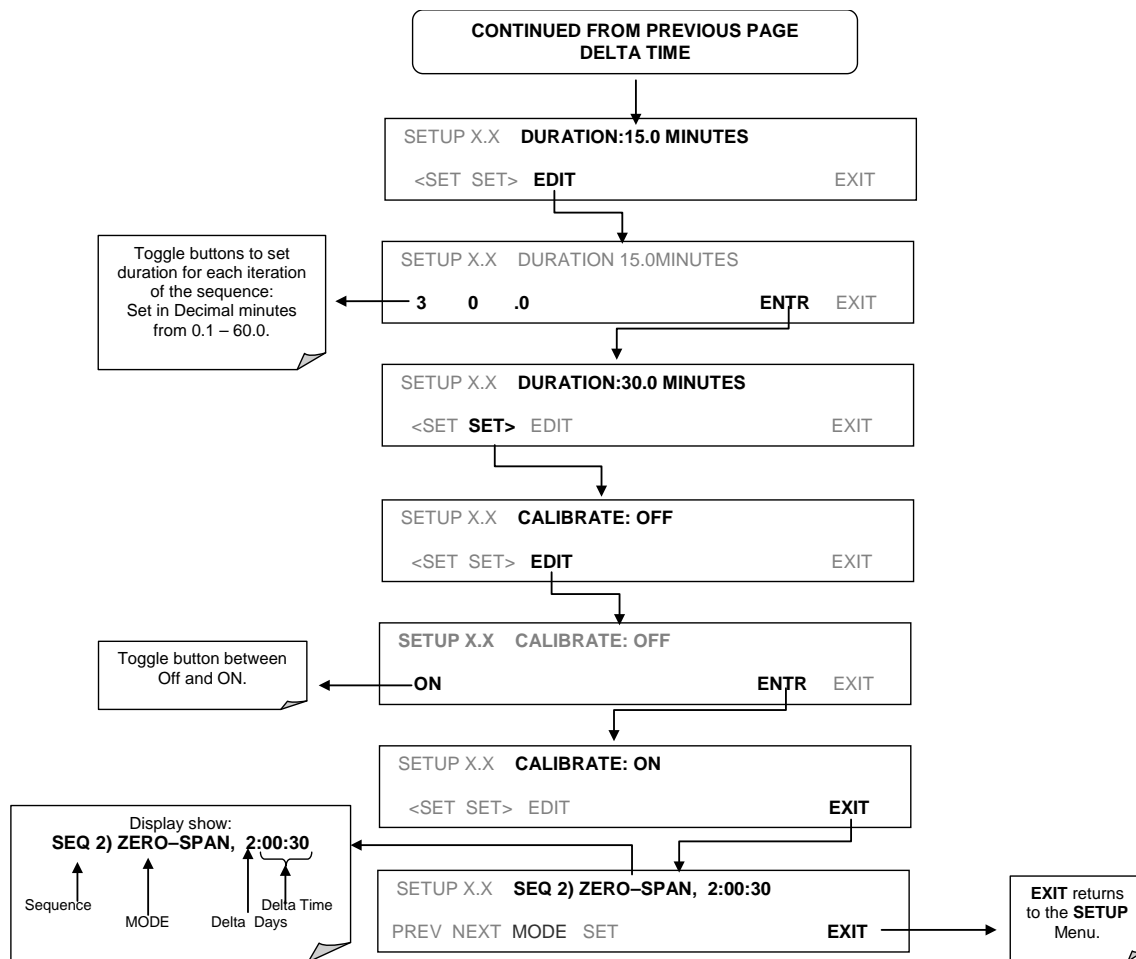 CONTINUED FROM PREVIOUS PAGE
DELTA TIME
SETUP X.X DURATION:15.0 MINUTES
<SET SET> EDIT EXIT
Toggle buttons to set
duration for each iteration
of the sequence:
Set in Decimal minutes
from 0.1 – 60.0.
SETUP X.X DURATION 15.0MINUTES
3 0 .0 ENTR EXIT
SETUP X.X DURATION:30.0 MINUTES
<SET SET> EDIT EXIT
SETUP X.X CALIBRATE: OFF
<SET SET> EDIT EXIT
Toggle button between
Off and ON.
SETUP X.X CALIBRATE: OFF
ON ENTR EXIT
SETUP X.X CALIBRATE: ON
<SET SET> EDIT EXIT
Display show:
SEQ 2) ZERO–SPAN, 2:00:30
Sequence
MODE
Delta Days
Delta Time
SETUP X.X SEQ 2) ZERO–SPAN, 2:00:30
PREV NEXT MODE SET EXIT
EXIT returns
to the SETUP
Menu.